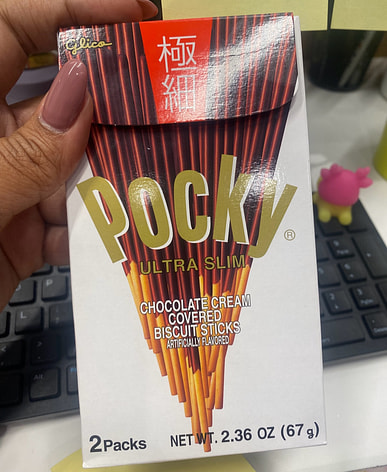 Glico
極
細
Pocky®
ULTRA SLIM
CHOCOLATE CREAM
COVERED
BISCUIT STICKS
ARTIFICIALLY FLAVORED
2Packs NET WT. 2.36 OZ (67g)